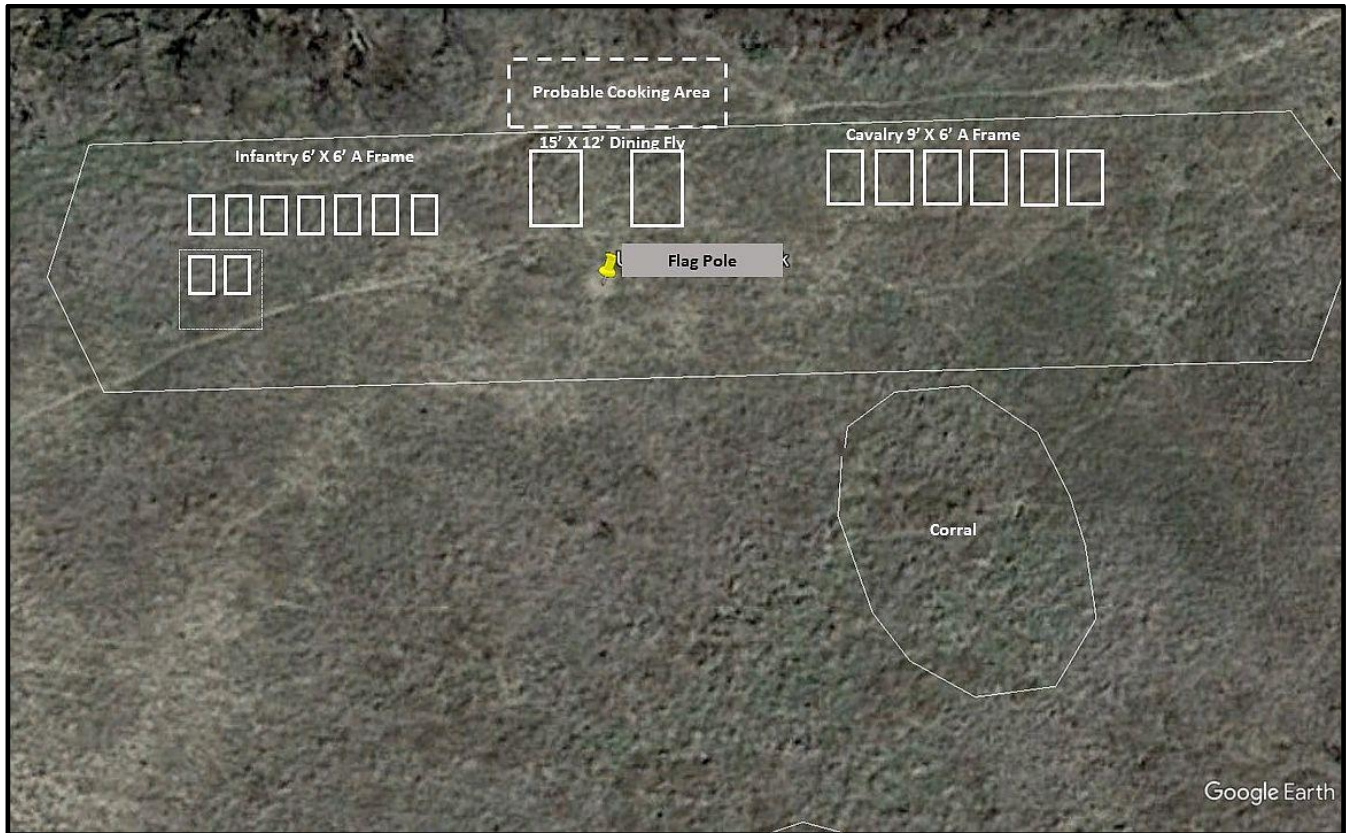 Probable Cooking Area
15’ X 12’ Dining Fly
Cavalry 9’ X 6’ A Frame
Infantry 6’ X 6’ A Frame
Flag Pole
Corral
Google Earth